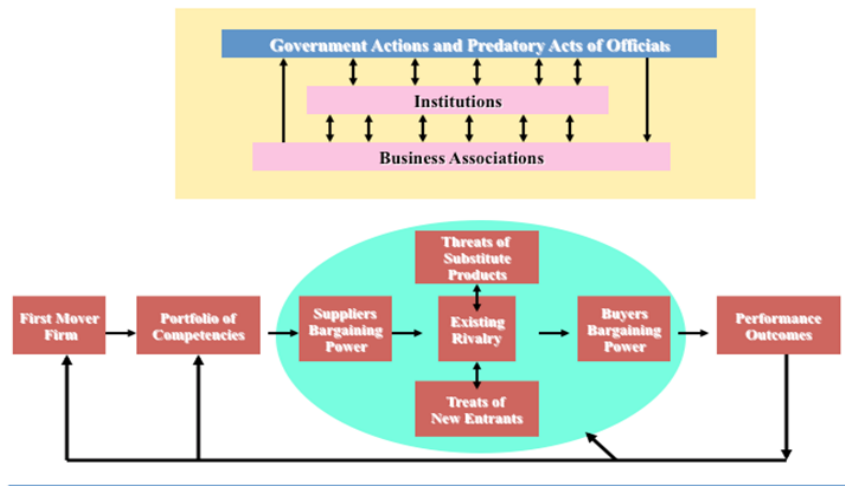 Government Actions and Predatory Acts of Officials
Institutions
Business Associations
Threats of
Substitute
Products
First Mover
Firm
Portfolio of
Competencies
Suppliers
Bargaining
Power
Existing
Rivalry
Buyers
Bargaining
Power
Performance
Outcomes
Treats of
New Entrants